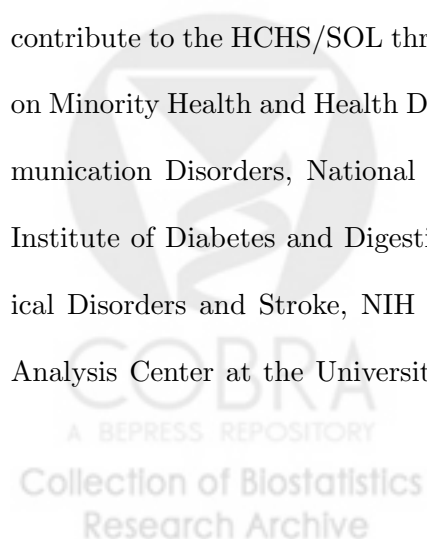 contribute to the HCHS/SOL thr
on Minority Health and Health D
munication Disorders, National
Institute of Diabetes and Digesti
ical Disorders and Stroke, NIH
Analysis Center at the Universit
COBRA
A BEPRESS REPOSITORY
Collection of Biostatistics
Research Archive